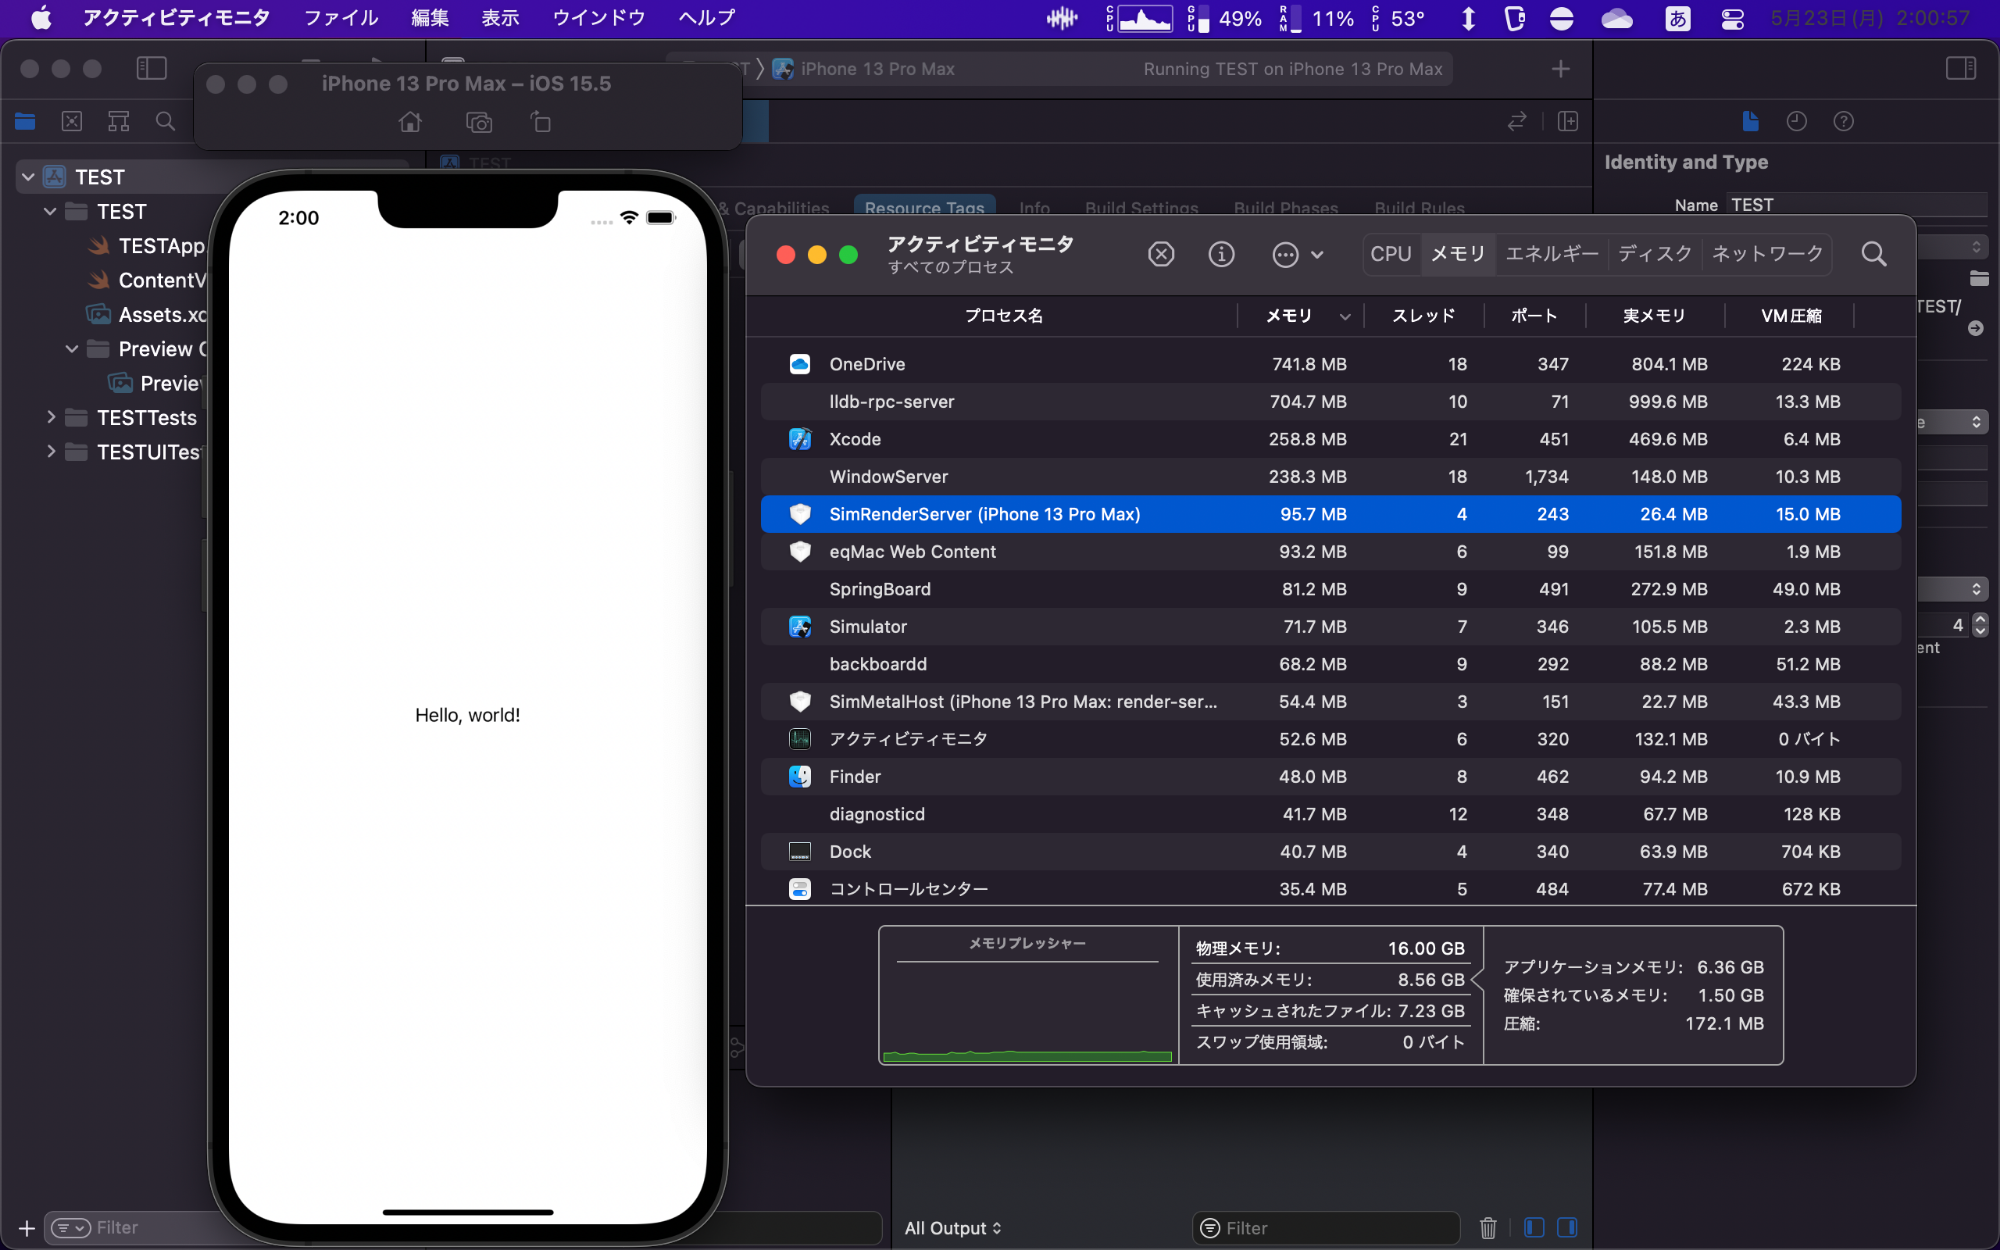 アクティビティモニタ ファイル 編集 表示 ウインドウ ヘルプ CPU GPU 49% RAM 11% CPU 53° あ 5月23日(月) 2:00:57
iPhone 13 Pro Max Running TEST on iPhone 13 Pro Max
iPhone 13 Pro Max – iOS 15.5
TEST
TEST
TEST
TESTApp
ContentV
Assets.xc
Preview C
Preview
TESTTests
TESTUITes
& Capabilities Resource Tags Info Build Settings Build Phases Build Rules
Identity and Type
Name TEST
TEST/
4
ent
2:00
Hello, world!
アクティビティモニタ
すべてのプロセス
CPU メモリ エネルギー ディスク ネットワーク
プロセス名 メモリ スレッド ポート 実メモリ VM圧縮
OneDrive 741.8 MB 18 347 804.1 MB 224 KB
lldb-rpc-server 704.7 MB 10 71 999.6 MB 13.3 MB
Xcode 258.8 MB 21 451 469.6 MB 6.4 MB
WindowServer 238.3 MB 18 1,734 148.0 MB 10.3 MB
SimRenderServer (iPhone 13 Pro Max) 95.7 MB 4 243 26.4 MB 15.0 MB
eqMac Web Content 93.2 MB 6 99 151.8 MB 1.9 MB
SpringBoard 81.2 MB 9 491 272.9 MB 49.0 MB
Simulator 71.7 MB 7 346 105.5 MB 2.3 MB
backboardd 68.2 MB 9 292 88.2 MB 51.2 MB
SimMetalHost (iPhone 13 Pro Max: render-ser... 54.4 MB 3 151 22.7 MB 43.3 MB
アクティビティモニタ 52.6 MB 6 320 132.1 MB 0 バイト
Finder 48.0 MB 8 462 94.2 MB 10.9 MB
diagnosticd 41.7 MB 12 348 67.7 MB 128 KB
Dock 40.7 MB 4 340 63.9 MB 704 KB
コントロールセンター 35.4 MB 5 484 77.4 MB 672 KB
メモリプレッシャー
物理メモリ: 16.00 GB
使用済みメモリ: 8.56 GB
キャッシュされたファイル: 7.23 GB
スワップ使用領域: 0 バイト
アプリケーションメモリ: 6.36 GB
確保されているメモリ: 1.50 GB
圧縮: 172.1 MB
Filter
All Output
Filter